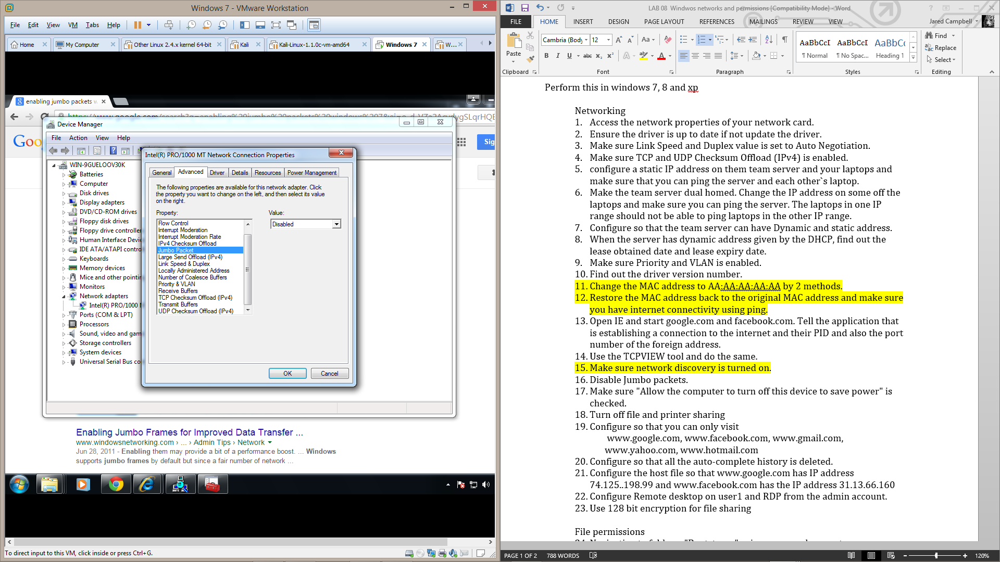 Windows 7 - VMware Workstation
File Edit View VM Tabs Help
Home
My Computer
Other Linux 2.4.x kernel 64-bit
Kali
Kali-Linux-1.1.0c-vm-amd64
Windows 7
W...
enabling jumbo packets w
Device Manager
File Action View Help
WIN-9GUELOOV30K
Batteries
Computer
Disk drives
Display adapters
DVD/CD-ROM drives
Floppy disk drives
Floppy drive controller
Human Interface Devi
IDE ATA/ATAPI contro
Keyboards
Memory devices
Mice and other pointin
Monitors
Network adapters
Intel(R) PRO/1000 M
Ports (COM & LPT)
Processors
Sound, video and gam
Storage controllers
System devices
Universal Serial Bus co
Intel(R) PRO/1000 MT Network Connection Properties
General Advanced Driver Details Resources Power Management
The following properties are available for this network adapter. Click
the property you want to change on the left, and then select its value
on the right.
Property:
Value:
Flow Control
Interrupt Moderation
Interrupt Moderation Rate
IPv4 Checksum Offload
Jumbo Packet
Large Send Offload (IPv4)
Link Speed & Duplex
Locally Administered Address
Number of Coalesce Buffers
Priority & VLAN
Receive Buffers
TCP Checksum Offload (IPv4)
Transmit Buffers
UDP Checksum Offload (IPv4)
Disabled
OK
Cancel
Goo
Sig
Enabling Jumbo Frames for Improved Data Transfer ...
www.windowsnetworking.com › ... › Admin Tips › Network
Jun 28, 2011 - Enabling them may provide a bit of a performance boost. ... Windows
supports jumbo frames by default but since a fair number of network ...
To direct input to this VM, click inside or press Ctrl+G.
LAB 08 Windwos networks and permissions [Compatibility Mode] - Word
FILE HOME INSERT DESIGN PAGE LAYOUT REFERENCES MAILINGS REVIEW VIEW
Jared Campbell
Paste
Cambria (Body
12
Aa
B I U abc x₂ x²
AaBbCcI
¶ Normal
AaBbCcI
¶ No Spac...
AaBbCc
Heading 1
Find
Replace
Select
Clipboard
Font
Paragraph
Styles
Editing
Perform this in windows 7, 8 and xp
Networking
1. Access the network properties of your network card.
2. Ensure the driver is up to date if not update the driver.
3. Make sure Link Speed and Duplex value is set to Auto Negotiation.
4. Make sure TCP and UDP Checksum Offload (IPv4) is enabled.
5. configure a static IP address on them team server and your laptops and
make sure that you can ping the server and each other`s laptop.
6. Make the team server dual homed. Change the IP address on some off the
laptops and make sure you can ping the server. The laptops in one IP
range should not be able to ping laptops in the other IP range.
7. Configure so that the team server can have Dynamic and static address.
8. When the server has dynamic address given by the DHCP, find out the
lease obtained date and lease expiry date.
9. Make sure Priority and VLAN is enabled.
10. Find out the driver version number.
11. Change the MAC address to AA:AA:AA:AA:AA by 2 methods.
12. Restore the MAC address back to the original MAC address and make sure
you have internet connectivity using ping.
13. Open IE and start google.com and facebook.com. Tell the application that
is establishing a connection to the internet and their PID and also the port
number of the foreign address.
14. Use the TCPVIEW tool and do the same.
15. Make sure network discovery is turned on.
16. Disable Jumbo packets.
17. Make sure "Allow the computer to turn off this device to save power" is
checked.
18. Turn off file and printer sharing
19. Configure so that you can only visit
www.google.com, www.facebook.com, www.gmail.com,
www.yahoo.com, www.hotmail.com
20. Configure so that all the auto-complete history is deleted.
21. Configure the host file so that www.google.com has IP address
74.125..198.99 and www.facebook.com has the IP address 31.13.66.160
22. Configure Remote desktop on user1 and RDP from the admin account.
23. Use 128 bit encryption for file sharing
File permissions
PAGE 1 OF 2
788 WORDS
120%